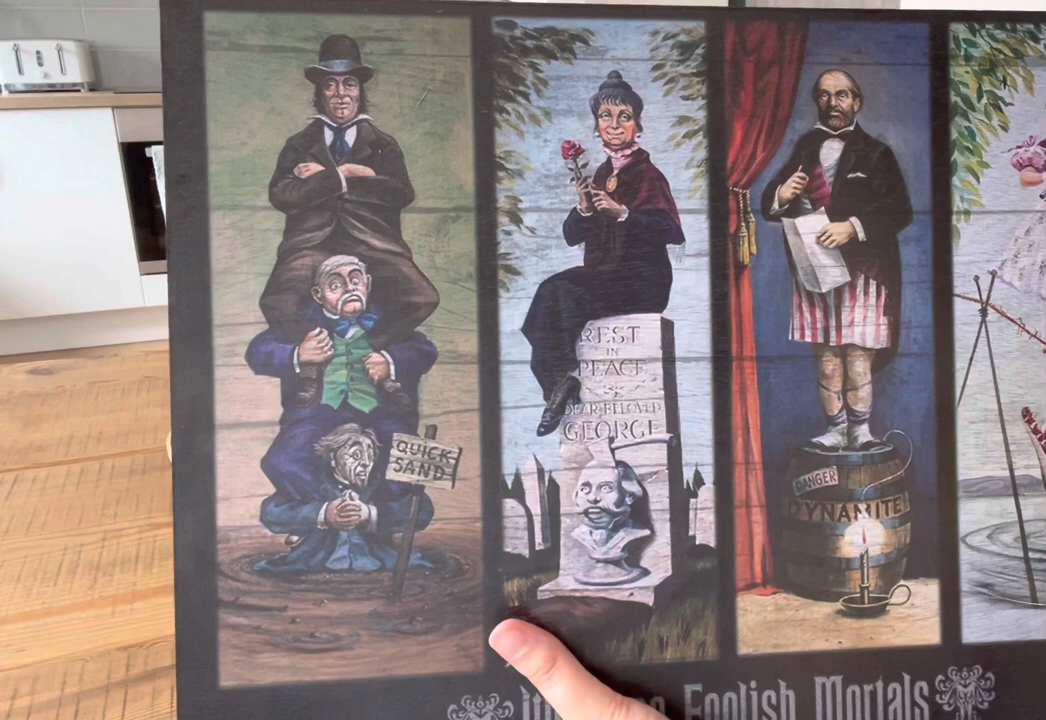 QUICK-
SAND
REST
IN
PEACE
DEAR BELOVED
GEORGE
DANGER
DYNAMITE
Foolish Mortals